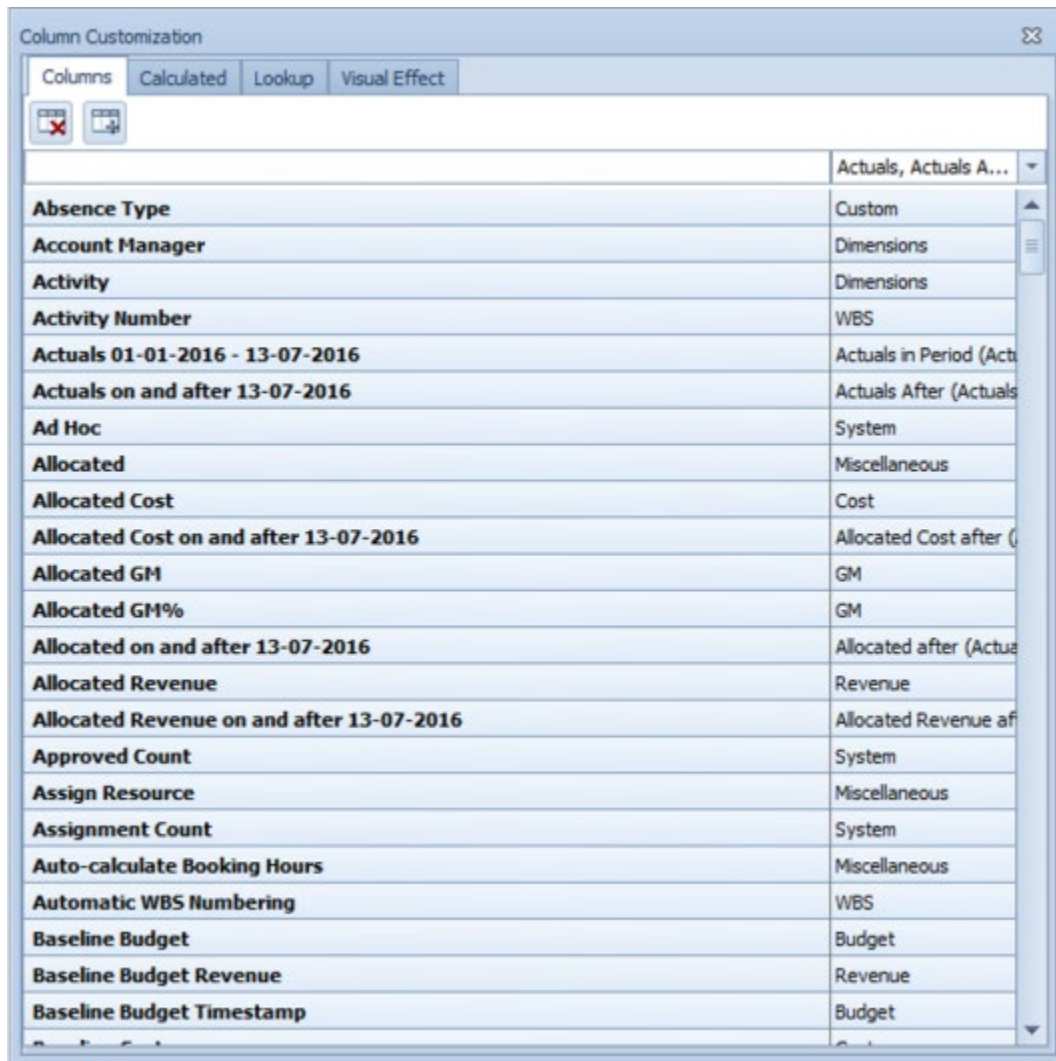 Column Customization
Columns Calculated Lookup Visual Effect
Actuals, Actuals A...
Absence Type Custom
Account Manager Dimensions
Activity Dimensions
Activity Number WBS
Actuals 01-01-2016 - 13-07-2016 Actuals in Period (Actu
Actuals on and after 13-07-2016 Actuals After (Actuals
Ad Hoc System
Allocated Miscellaneous
Allocated Cost Cost
Allocated Cost on and after 13-07-2016 Allocated Cost after (
Allocated GM GM
Allocated GM% GM
Allocated on and after 13-07-2016 Allocated after (Actua
Allocated Revenue Revenue
Allocated Revenue on and after 13-07-2016 Allocated Revenue af
Approved Count System
Assign Resource Miscellaneous
Assignment Count System
Auto-calculate Booking Hours Miscellaneous
Automatic WBS Numbering WBS
Baseline Budget Budget
Baseline Budget Revenue Revenue
Baseline Budget Timestamp Budget